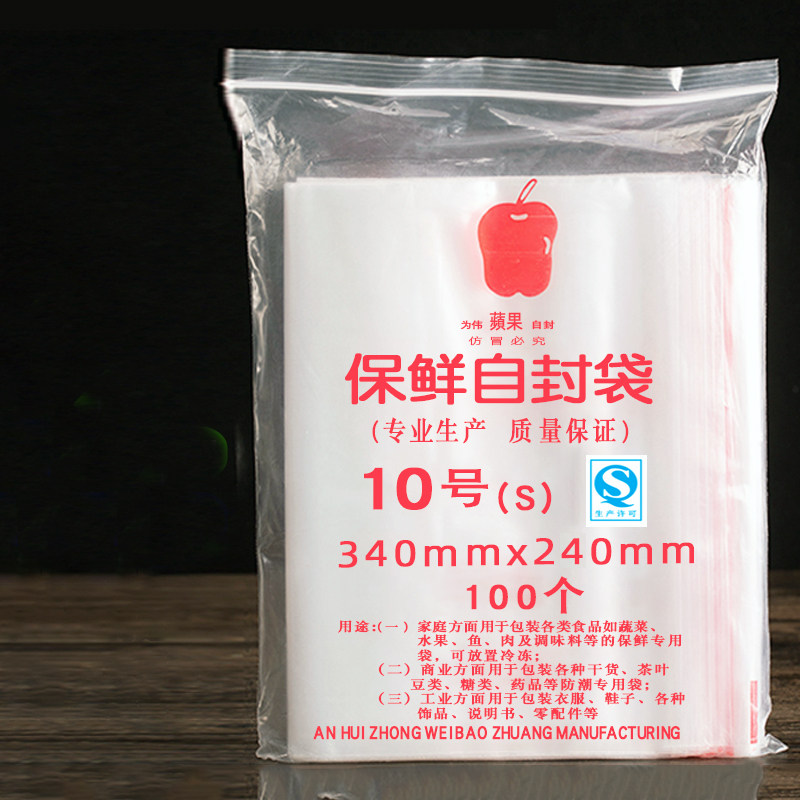 为伟 蘋果 自封
仿冒必究
保鲜自封袋
(专业生产 质量保证)
10号(S)
生产许可
340mmx240mm
100个
用途:(一)家庭方面用于包装各类食品如蔬菜、
水果、鱼、肉及调味料等的保鲜专用
袋,可放置冷冻;
(二)商业方面用于包装各种干货、茶叶
豆类、糖类、药品等防潮专用袋;
(三)工业方面用于包装衣服、鞋子、各种
饰品、说明书、零配件等
AN HUI ZHONG WEIBAO ZHUANG MANUFACTURING